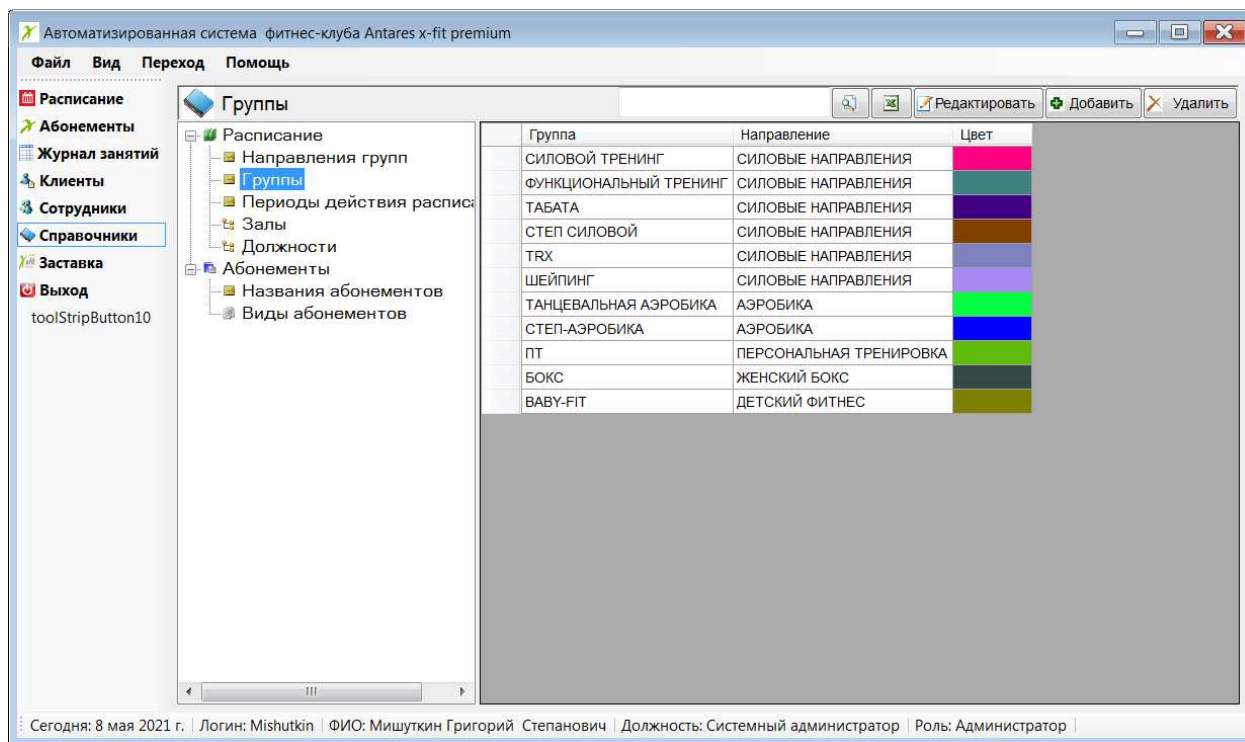 Автоматизированная система фитнес-клуба Antares x-fit premium
Файл Вид Переход Помощь
Расписание
Абонементы
Журнал занятий
Клиенты
Сотрудники
Справочники
Заставка
Выход
toolStripButton10
Группы Редактировать Добавить Удалить
Расписание
Направления групп
Группы
Периоды действия расписа
Залы
Должности
Абонементы
Названия абонементов
Виды абонементов
Группа Направление Цвет
СИЛОВОЙ ТРЕНИНГ СИЛОВЫЕ НАПРАВЛЕНИЯ
ФУНКЦИОНАЛЬНЫЙ ТРЕНИНГ СИЛОВЫЕ НАПРАВЛЕНИЯ
ТАБАТА СИЛОВЫЕ НАПРАВЛЕНИЯ
СТЕП СИЛОВОЙ СИЛОВЫЕ НАПРАВЛЕНИЯ
TRX СИЛОВЫЕ НАПРАВЛЕНИЯ
ШЕЙПИНГ СИЛОВЫЕ НАПРАВЛЕНИЯ
ТАНЦЕВАЛЬНАЯ АЭРОБИКА АЭРОБИКА
СТЕП-АЭРОБИКА АЭРОБИКА
ПТ ПЕРСОНАЛЬНАЯ ТРЕНИРОВКА
БОКС ЖЕНСКИЙ БОКС
BABY-FIT ДЕТСКИЙ ФИТНЕС
Сегодня: 8 мая 2021 г. Логин: Mishutkin ФИО: Мишуткин Григорий Степанович Должность: Системный администратор Роль: Администратор